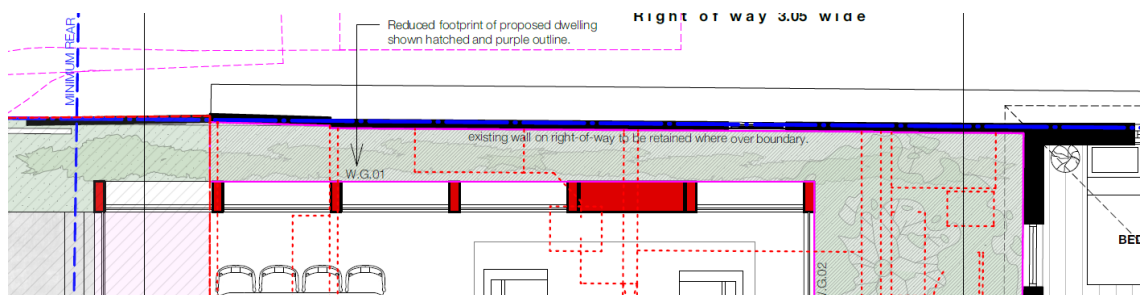 Right of way 3.05 wide
Reduced footprint of proposed dwelling
shown hatched and purple outline.
MINIMUM REAR
existing wall on right-of-way to be retained where over boundary.
W.G.01
BED
W.G.02